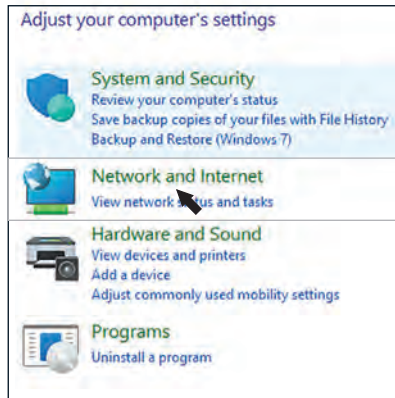 Adjust your computer's settings
System and Security
Review your computer's status
Save backup copies of your files with File History
Backup and Restore (Windows 7)
Network and Internet
View network status and tasks
Hardware and Sound
View devices and printers
Add a device
Adjust commonly used mobility settings
Programs
Uninstall a program